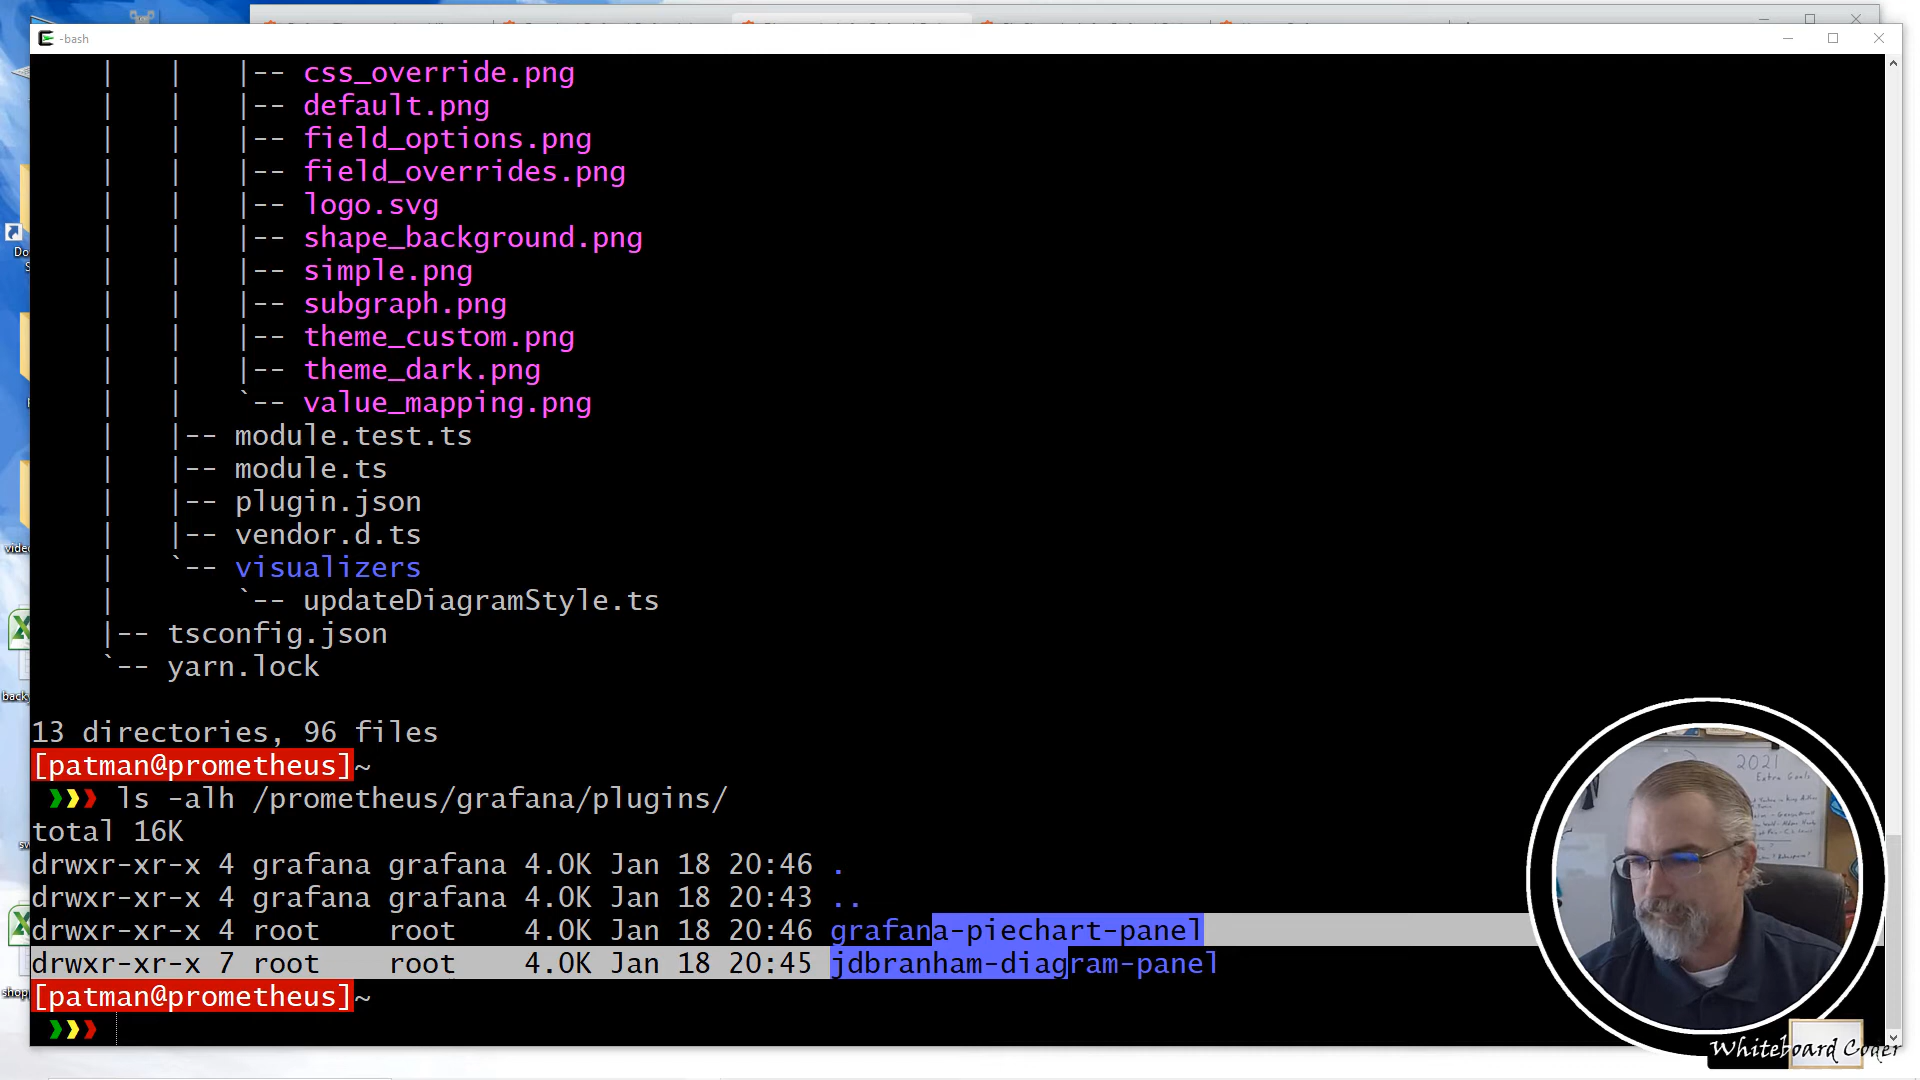 -bash
|   |   |-- css_override.png
|   |   |-- default.png
|   |   |-- field_options.png
|   |   |-- field_overrides.png
|   |   |-- logo.svg
|   |   |-- shape_background.png
|   |   |-- simple.png
|   |   |-- subgraph.png
|   |   |-- theme_custom.png
|   |   |-- theme_dark.png
|   |   `-- value_mapping.png
|   |-- module.test.ts
|   |-- module.ts
|   |-- plugin.json
|   |-- vendor.d.ts
|   `-- visualizers
|       `-- updateDiagramStyle.ts
|-- tsconfig.json
`-- yarn.lock
13 directories, 96 files
[patman@prometheus]~
❯❯❯ ls -alh /prometheus/grafana/plugins/
total 16K
drwxr-xr-x 4 grafana grafana 4.0K Jan 18 20:46 .
drwxr-xr-x 4 grafana grafana 4.0K Jan 18 20:43 ..
drwxr-xr-x 4 root    root    4.0K Jan 18 20:46 grafana-piechart-panel
drwxr-xr-x 7 root    root    4.0K Jan 18 20:45 jdbranham-diagram-panel
[patman@prometheus]~
❯❯❯
2021
Extra Goals
Whiteboard Coder